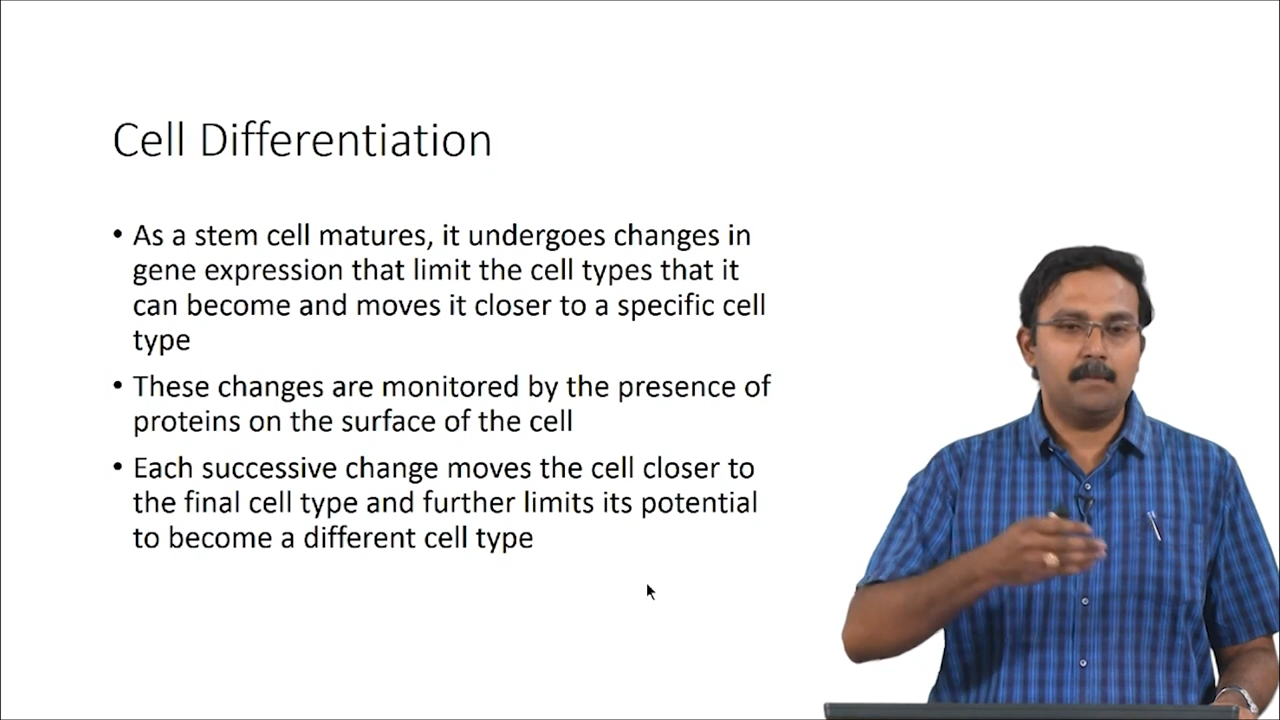 Cell Differentiation
• As a stem cell matures, it undergoes changes in
gene expression that limit the cell types that it
can become and moves it closer to a specific cell
type
• These changes are monitored by the presence of
proteins on the surface of the cell
• Each successive change moves the cell closer to
the final cell type and further limits its potential
to become a different cell type